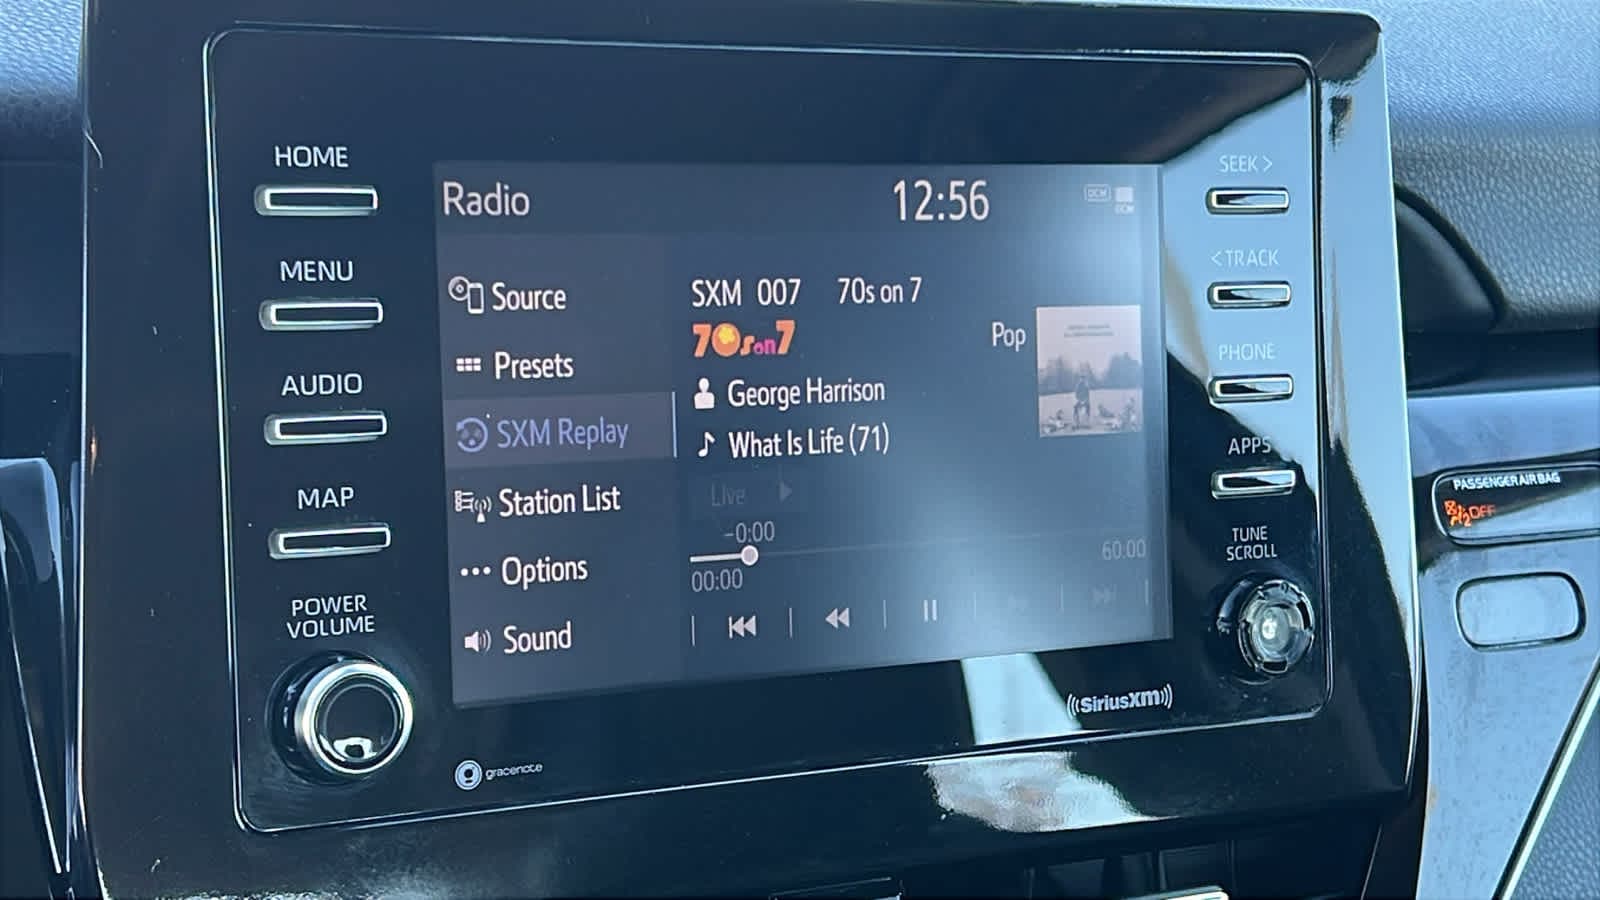 HOME
MENU
AUDIO
MAP
POWER
VOLUME
Radio
12:56
DCM
Source
Presets
SXM Replay
Station List
Options
Sound
SXM 007 70s on 7
70s on 7
Pop
George Harrison
What Is Life (71)
Live
-0:00
00:00
60:00
SEEK >
< TRACK
PHONE
APPS
TUNE
SCROLL
((SiriusXM))
gracenote
PASSENGER AIR BAG
OFF